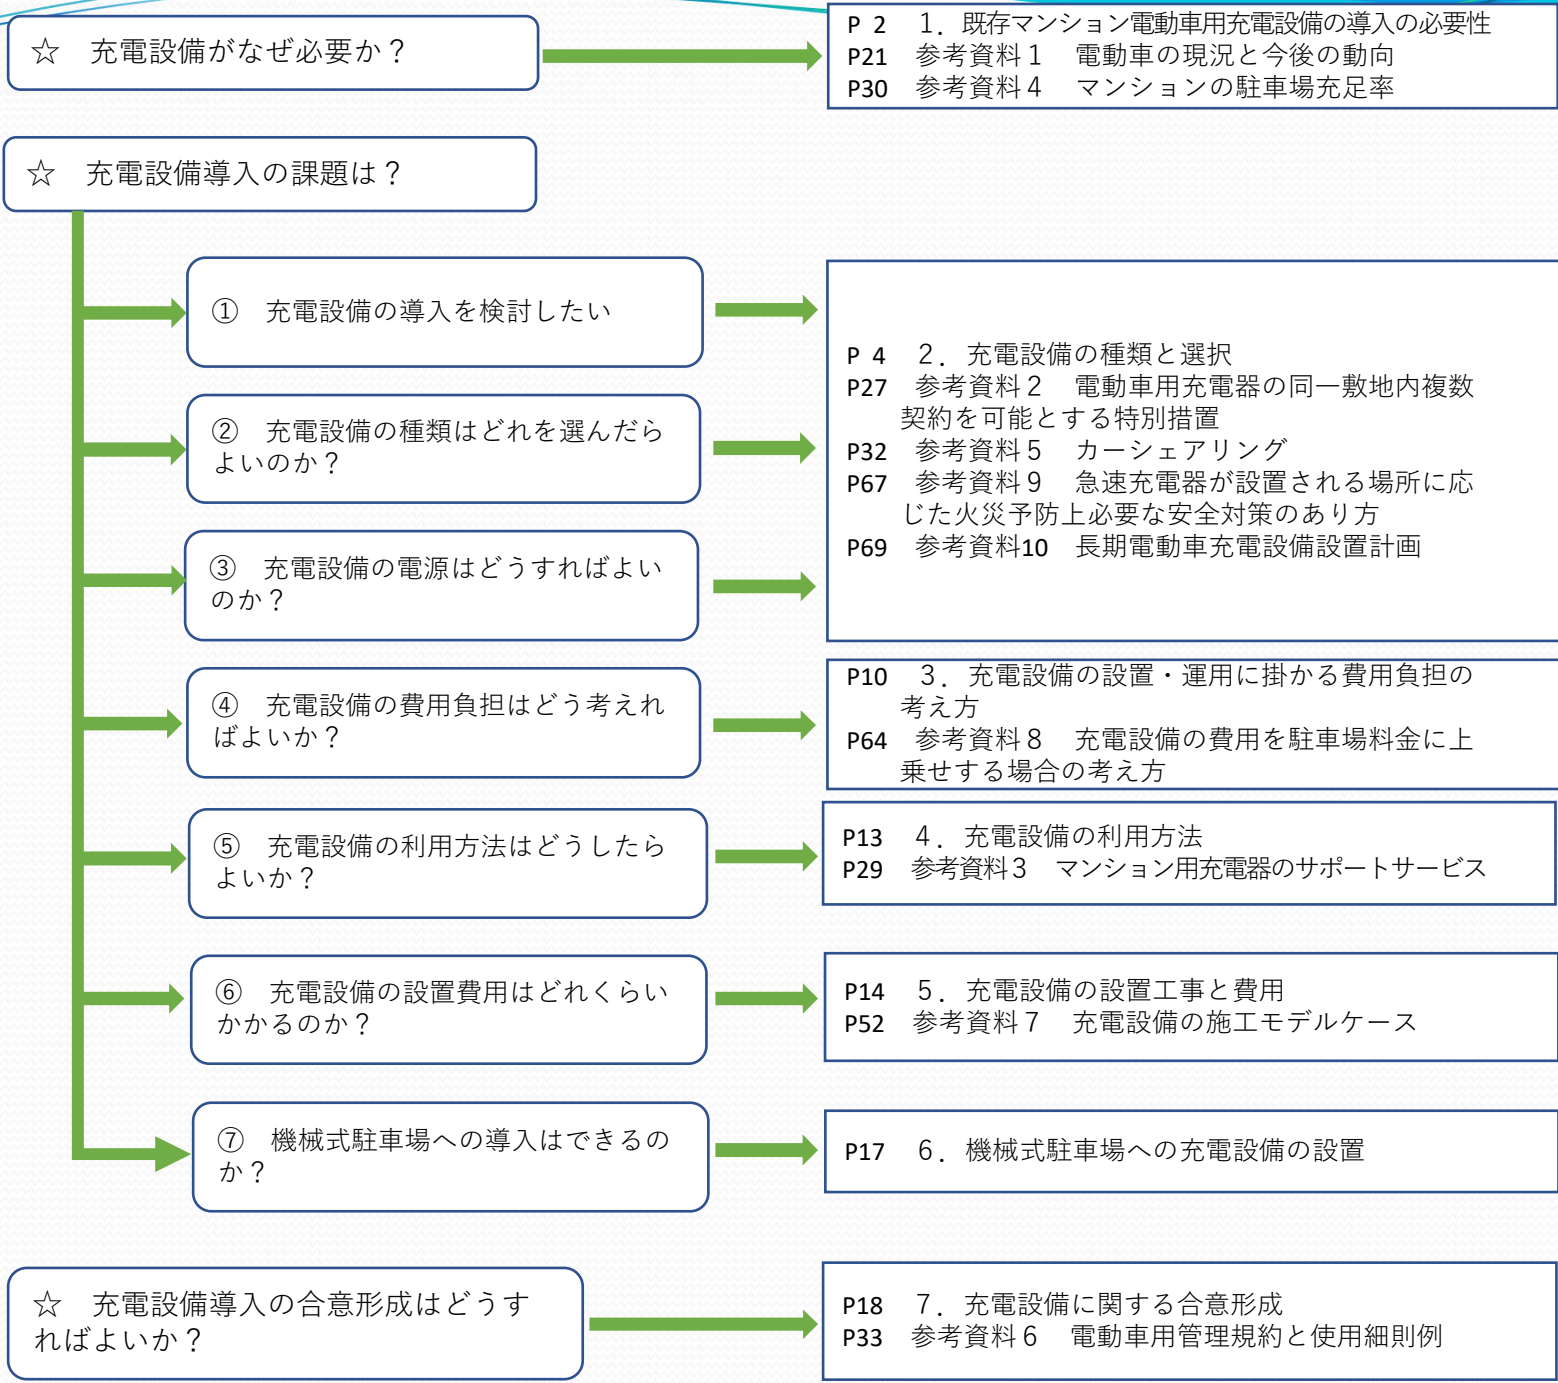 ☆　充電設備がなぜ必要か？
P 2　１．既存マンション電動車用充電設備の導入の必要性
P21　参考資料１　電動車の現況と今後の動向
P30　参考資料４　マンションの駐車場充足率
☆　充電設備導入の課題は？
①　充電設備の導入を検討したい
②　充電設備の種類はどれを選んだら
よいのか？
③　充電設備の電源はどうすればよい
のか？
P 4　２．充電設備の種類と選択
P27　参考資料２　電動車用充電器の同一敷地内複数
契約を可能とする特別措置
P32　参考資料５　カーシェアリング
P67　参考資料９　急速充電器が設置される場所に応
じた火災予防上必要な安全対策のあり方
P69　参考資料10　長期電動車充電設備設置計画
④　充電設備の費用負担はどう考えれ
ばよいか？
P10　３．充電設備の設置・運用に掛かる費用負担の
考え方
P64　参考資料８　充電設備の費用を駐車場料金に上
乗せする場合の考え方
⑤　充電設備の利用方法はどうしたら
よいか？
P13　４．充電設備の利用方法
P29　参考資料３　マンション用充電器のサポートサービス
⑥　充電設備の設置費用はどれくらい
かかるのか？
P14　５．充電設備の設置工事と費用
P52　参考資料７　充電設備の施工モデルケース
⑦　機械式駐車場への導入はできるの
か？
P17　６．機械式駐車場への充電設備の設置
☆　充電設備導入の合意形成はどうす
ればよいか？
P18　７．充電設備に関する合意形成
P33　参考資料６　電動車用管理規約と使用細則例